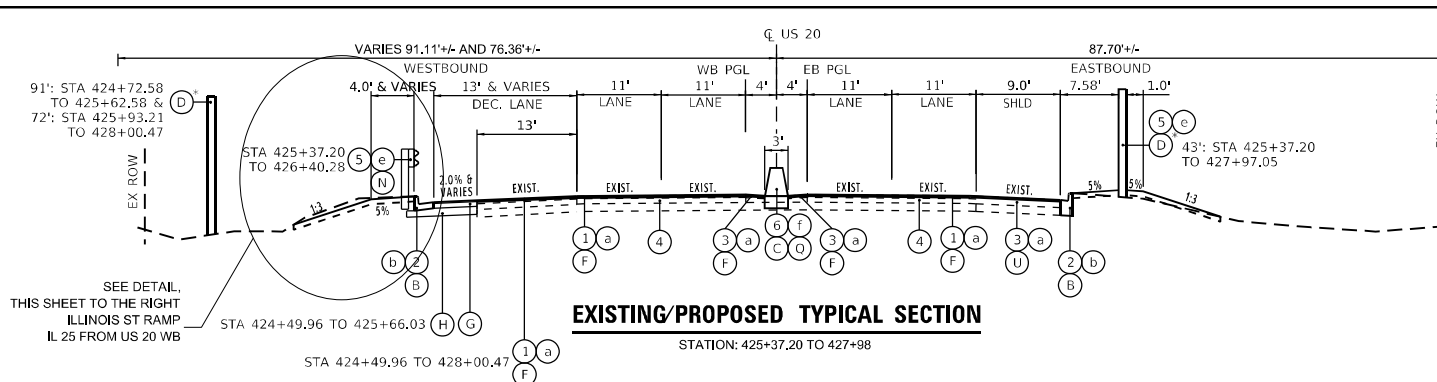 ℄ US 20
VARIES 91.11'+/- AND 76.36'+/-
87.70'+/-
WESTBOUND
WB PGL
EB PGL
EASTBOUND
91': STA 424+72.58
TO 425+62.58 &
72': STA 425+93.21
TO 428+00.47
D*
4.0' & VARIES
13' & VARIES
DEC. LANE
11'
LANE
11'
LANE
4'
4'
11'
LANE
11'
LANE
9.0'
SHLD
7.58'
1.0'
13'
3'
5 e
D*
43': STA 425+37.20
TO 427+97.05
STA 425+37.20
TO 426+40.28
5 e
N
EX ROW
2.0% &
VARIES
EXIST.
EXIST.
EXIST.
EXIST.
EXIST.
EXIST.
1:3
5%
5%
5%
1:3
b 2
B
1 a
F
4
3 a
F
6 f
C Q
3 a
F
4
1 a
F
3 a
U
2 b
B
SEE DETAIL,
THIS SHEET TO THE RIGHT
ILLINOIS ST RAMP
IL 25 FROM US 20 WB
STA 424+49.96 TO 425+66.03 H G
STA 424+49.96 TO 428+00.47 1 a
F
EXISTING/PROPOSED TYPICAL SECTION
STATION: 425+37.20 TO 427+98